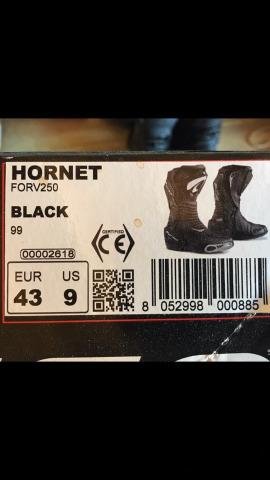 HORNET
FORV250
BLACK
99
CERTIFIED
CE
00002618
EUR US
43 9
8 052998 000885